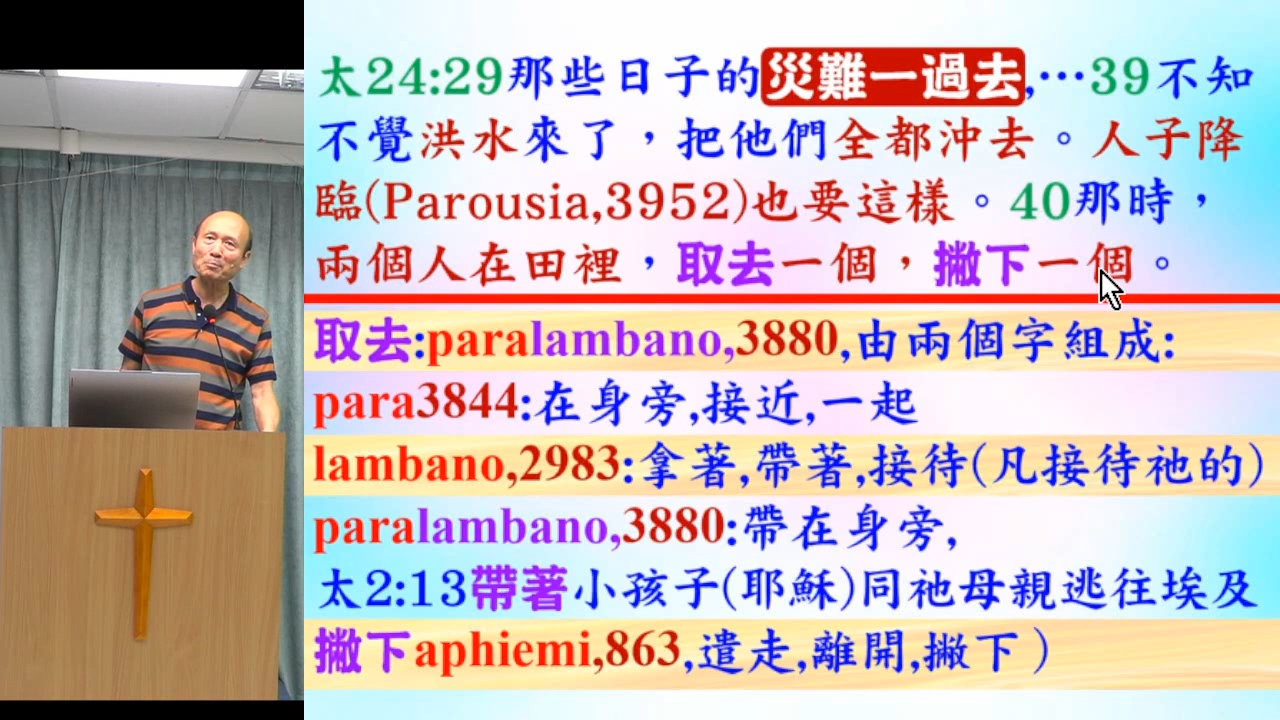 太24:29那些日子的災難一過去,…39不知
不覺洪水來了，把他們全都沖去。人子降
臨(Parousia,3952)也要這樣。40那時，
兩個人在田裡，取去一個，撇下一個。
取去:paralambano,3880,由兩個字組成:
para3844:在身旁,接近,一起
lambano,2983:拿著,帶著,接待(凡接待祂的)
paralambano,3880:帶在身旁,
太2:13帶著小孩子(耶穌)同祂母親逃往埃及
撇下aphiemi,863,遣走,離開,撇下）